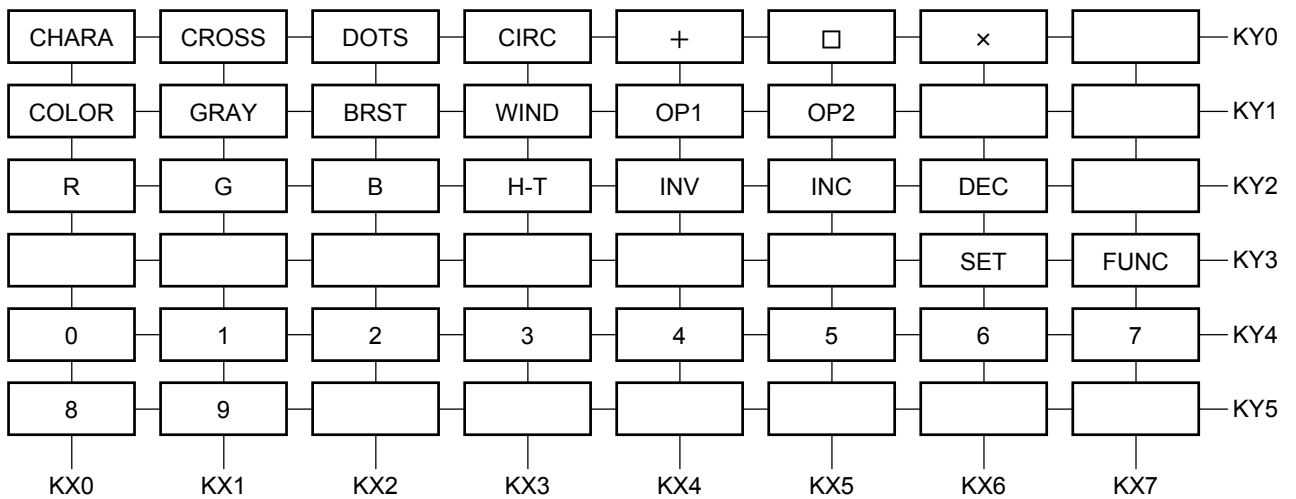 CHARA CROSS DOTS CIRC + □ × KY0
COLOR GRAY BRST WIND OP1 OP2 KY1
R G B H-T INV INC DEC KY2
SET FUNC KY3
0 1 2 3 4 5 6 7 KY4
8 9 KY5
KX0 KX1 KX2 KX3 KX4 KX5 KX6 KX7